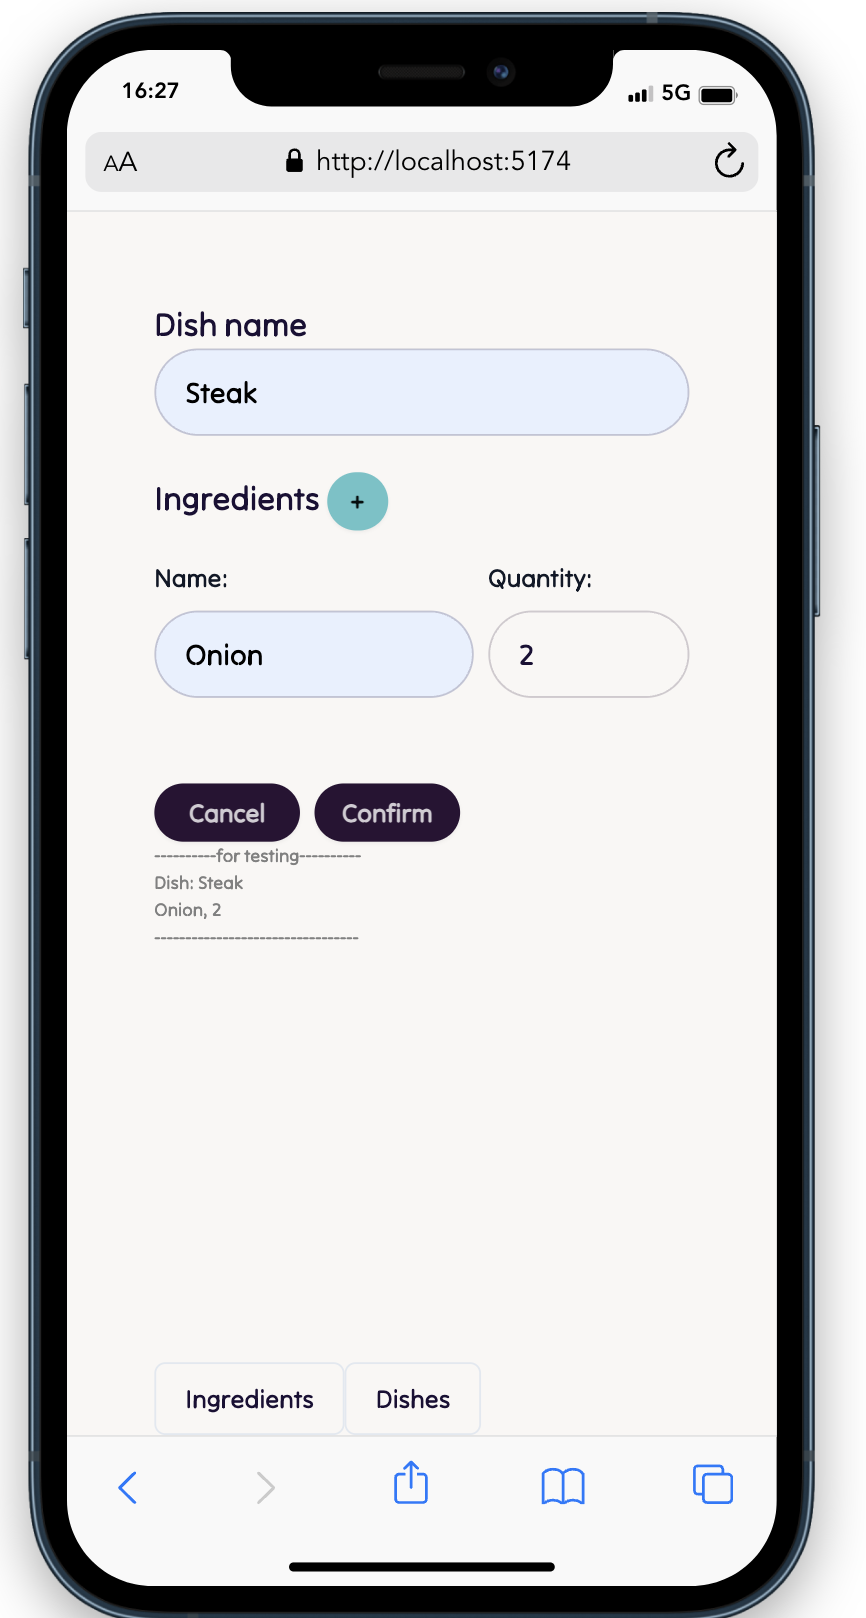 16:27 5G
AA http://localhost:5174
Dish name
Steak
Ingredients +
Name: Quantity:
Onion 2
Cancel Confirm
----------for testing----------
Dish: Steak
Onion, 2
---------------------------------
Ingredients Dishes